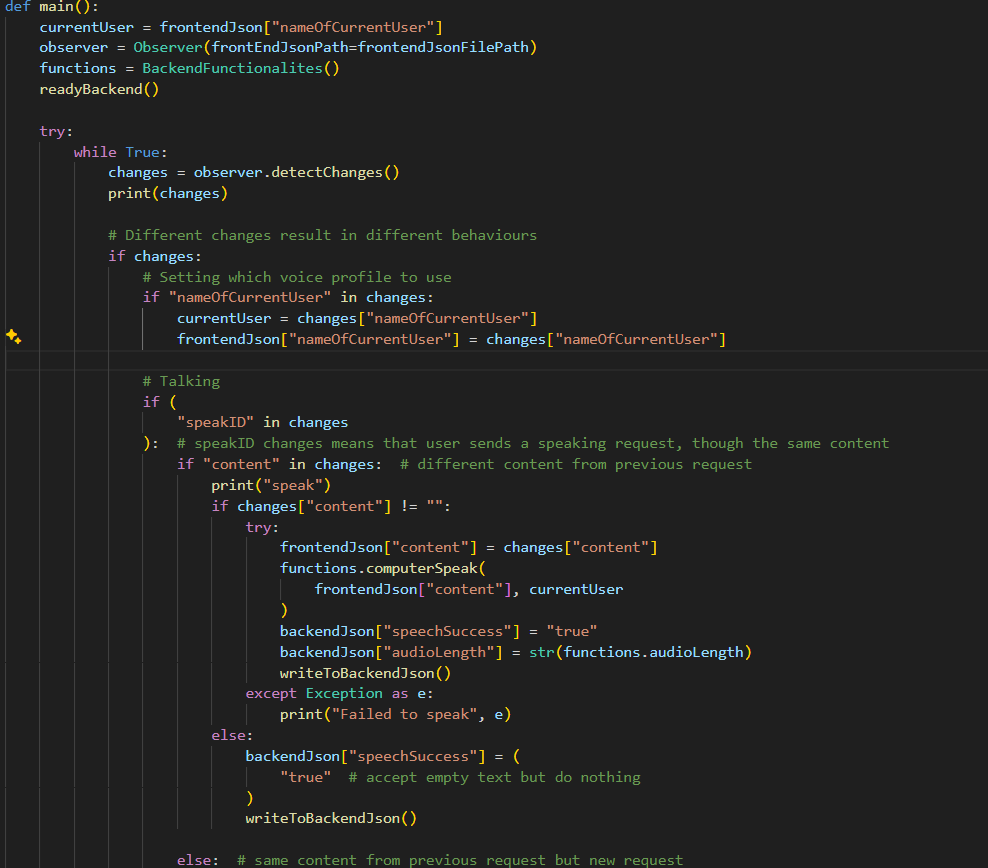 def main():
    currentUser = frontendJson["nameOfCurrentUser"]
    observer = Observer(frontEndJsonPath=frontendJsonFilePath)
    functions = BackendFunctionalites()
    readyBackend()

    try:
        while True:
            changes = observer.detectChanges()
            print(changes)

            # Different changes result in different behaviours
            if changes:
                # Setting which voice profile to use
                if "nameOfCurrentUser" in changes:
                    currentUser = changes["nameOfCurrentUser"]
                    frontendJson["nameOfCurrentUser"] = changes["nameOfCurrentUser"]

                # Talking
                if (
                    "speakID" in changes
                ):  # speakID changes means that user sends a speaking request, though the same content
                    if "content" in changes:  # different content from previous request
                        print("speak")
                        if changes["content"] != "":
                            try:
                                frontendJson["content"] = changes["content"]
                                functions.computerSpeak(
                                    frontendJson["content"], currentUser
                                )
                                backendJson["speechSuccess"] = "true"
                                backendJson["audioLength"] = str(functions.audioLength)
                                writeToBackendJson()
                            except Exception as e:
                                print("Failed to speak", e)
                        else:
                            backendJson["speechSuccess"] = (
                                "true"  # accept empty text but do nothing
                            )
                            writeToBackendJson()

                    else:  # same content from previous request but new request